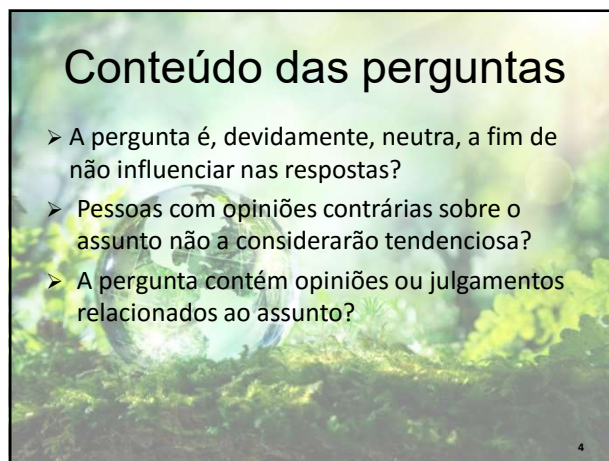 Conteúdo das perguntas
➢ A pergunta é, devidamente, neutra, a fim de
não influenciar nas respostas?
➢ Pessoas com opiniões contrárias sobre o
assunto não a considerarão tendenciosa?
➢ A pergunta contém opiniões ou julgamentos
relacionados ao assunto?
4